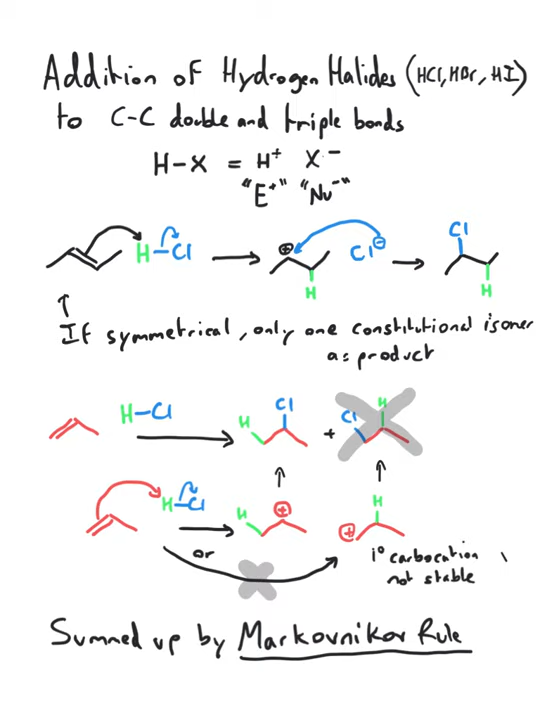 Addition of Hydrogen Halides (HCl, HBr, HI)
to C-C double and triple bonds
H-X = H⁺ X⁻
"E⁺" "Nu⁻"
H-Cl
⊕ Cl⊖
H
Cl
H
↑
If symmetrical, only one constitutional isomer
as product
H-Cl
H Cl
+
Cl H
H-Cl
H ⊕
⊕ H
or
1° carbocation
not stable
Summed up by Markovnikov Rule